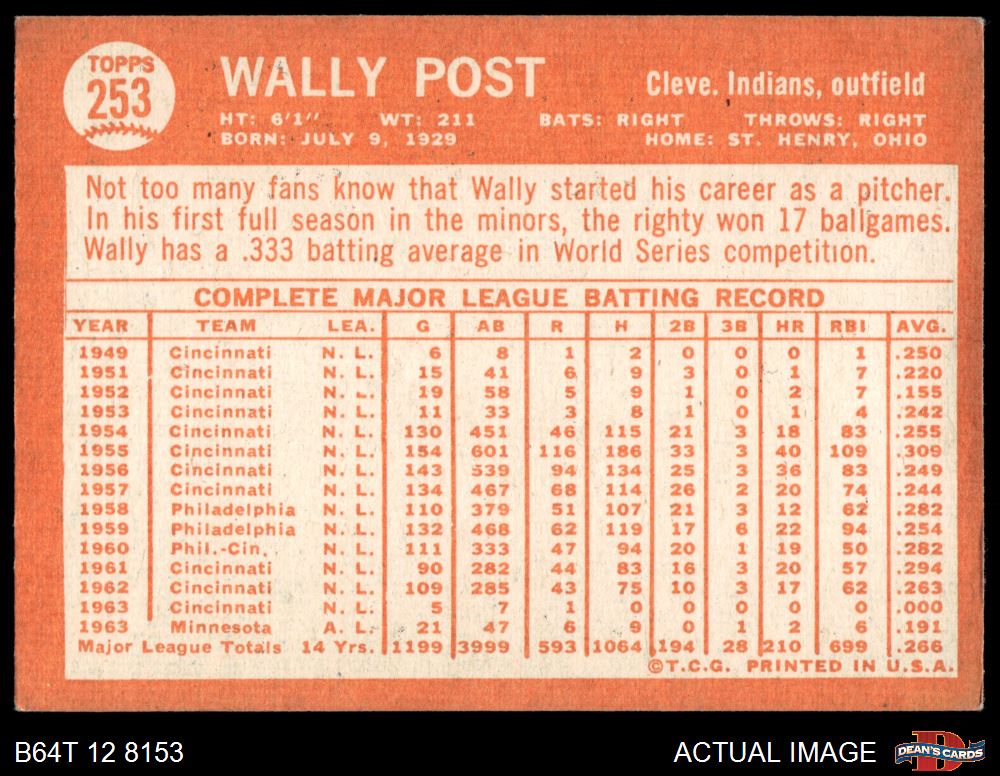 TOPPS
253
WALLY POST
Cleve. Indians, outfield
HT: 6'1" WT: 211 BATS: RIGHT THROWS: RIGHT
BORN: JULY 9, 1929 HOME: ST. HENRY, OHIO
Not too many fans know that Wally started his career as a pitcher.
In his first full season in the minors, the righty won 17 ballgames.
Wally has a .333 batting average in World Series competition.
COMPLETE MAJOR LEAGUE BATTING RECORD
YEAR TEAM LEA. G AB R H 2B 3B HR RBI AVG.
1949 Cincinnati N. L. 6 8 1 2 0 0 0 1 .250
1951 Cincinnati N. L. 15 41 6 9 3 0 1 7 .220
1952 Cincinnati N. L. 19 58 5 9 1 0 2 7 .155
1953 Cincinnati N. L. 11 33 3 8 1 0 1 4 .242
1954 Cincinnati N. L. 130 451 46 115 21 3 18 83 .255
1955 Cincinnati N. L. 154 601 116 186 33 3 40 109 .309
1956 Cincinnati N. L. 143 539 94 134 25 3 36 83 .249
1957 Cincinnati N. L. 134 467 68 114 26 2 20 74 .244
1958 Philadelphia N. L. 110 379 51 107 21 3 12 62 .282
1959 Philadelphia N. L. 132 468 62 119 17 6 22 94 .254
1960 Phil.-Cin. N. L. 111 333 47 94 20 1 19 50 .282
1961 Cincinnati N. L. 90 282 44 83 16 3 20 57 .294
1962 Cincinnati N. L. 109 285 43 75 10 3 17 62 .263
1963 Cincinnati N. L. 5 7 1 0 0 0 0 0 .000
1963 Minnesota A. L. 21 47 6 9 0 1 2 6 .191
Major League Totals 14 Yrs. 1199 3999 593 1064 194 28 210 699 .266
©T.C.G. PRINTED IN U.S.A.
B64T 12 8153
ACTUAL IMAGE
DEAN'S CARDS